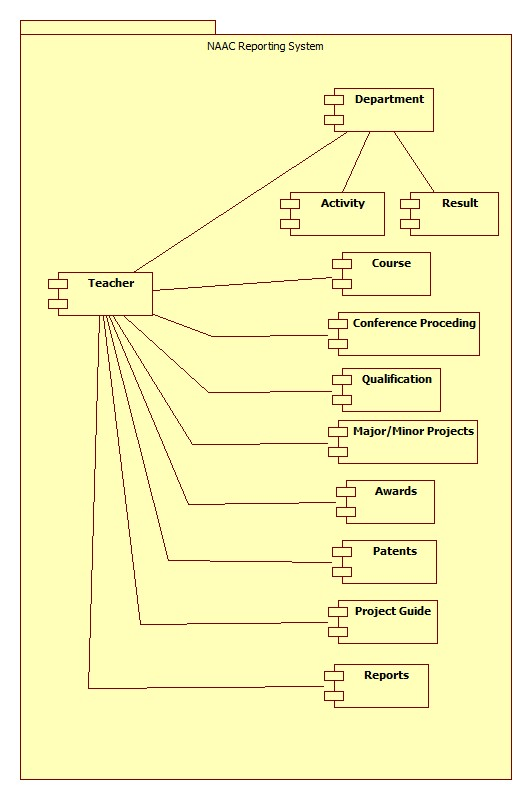 NAAC Reporting System
Department
Activity
Result
Teacher
Course
Conference Proceding
Qualification
Major/Minor Projects
Awards
Patents
Project Guide
Reports